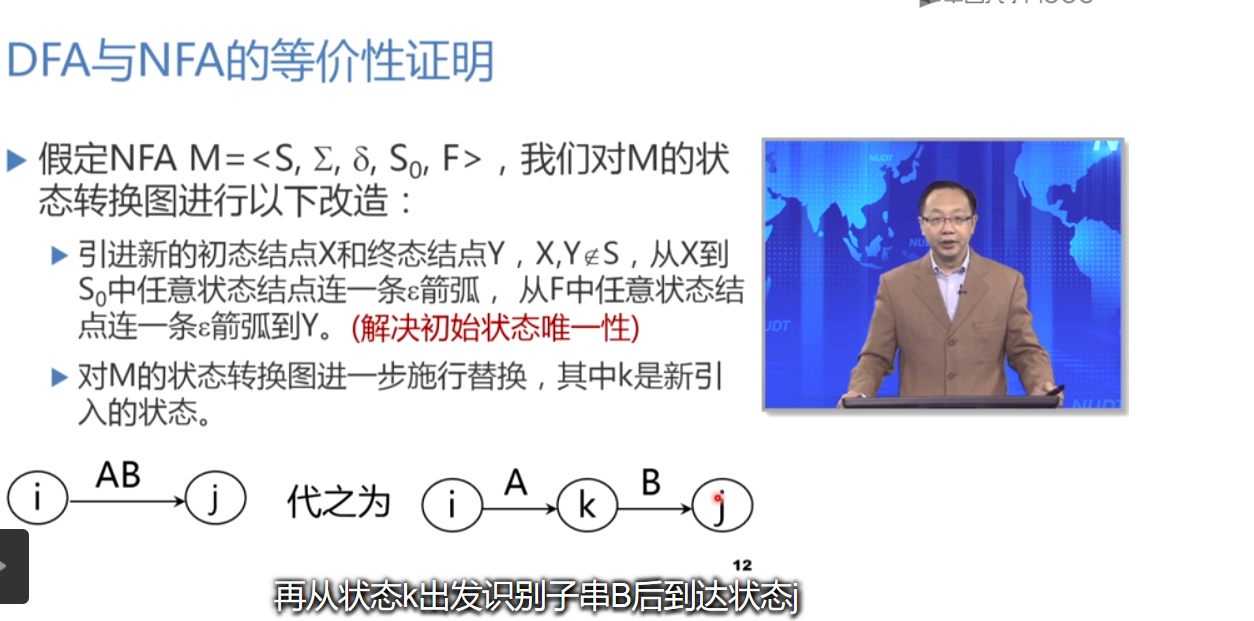 DFA与NFA的等价性证明
假定NFA M=<S, Σ, δ, S₀, F>，我们对M的状
态转换图进行以下改造：
引进新的初态结点X和终态结点Y，X,Y∉S，从X到
S₀中任意状态结点连一条ε箭弧， 从F中任意状态结
点连一条ε箭弧到Y。(解决初始状态唯一性)
对M的状态转换图进一步施行替换，其中k是新引
入的状态。
NUDT
NUDT
i AB j 代之为 i A k B j
12
再从状态k出发识别子串B后到达状态j